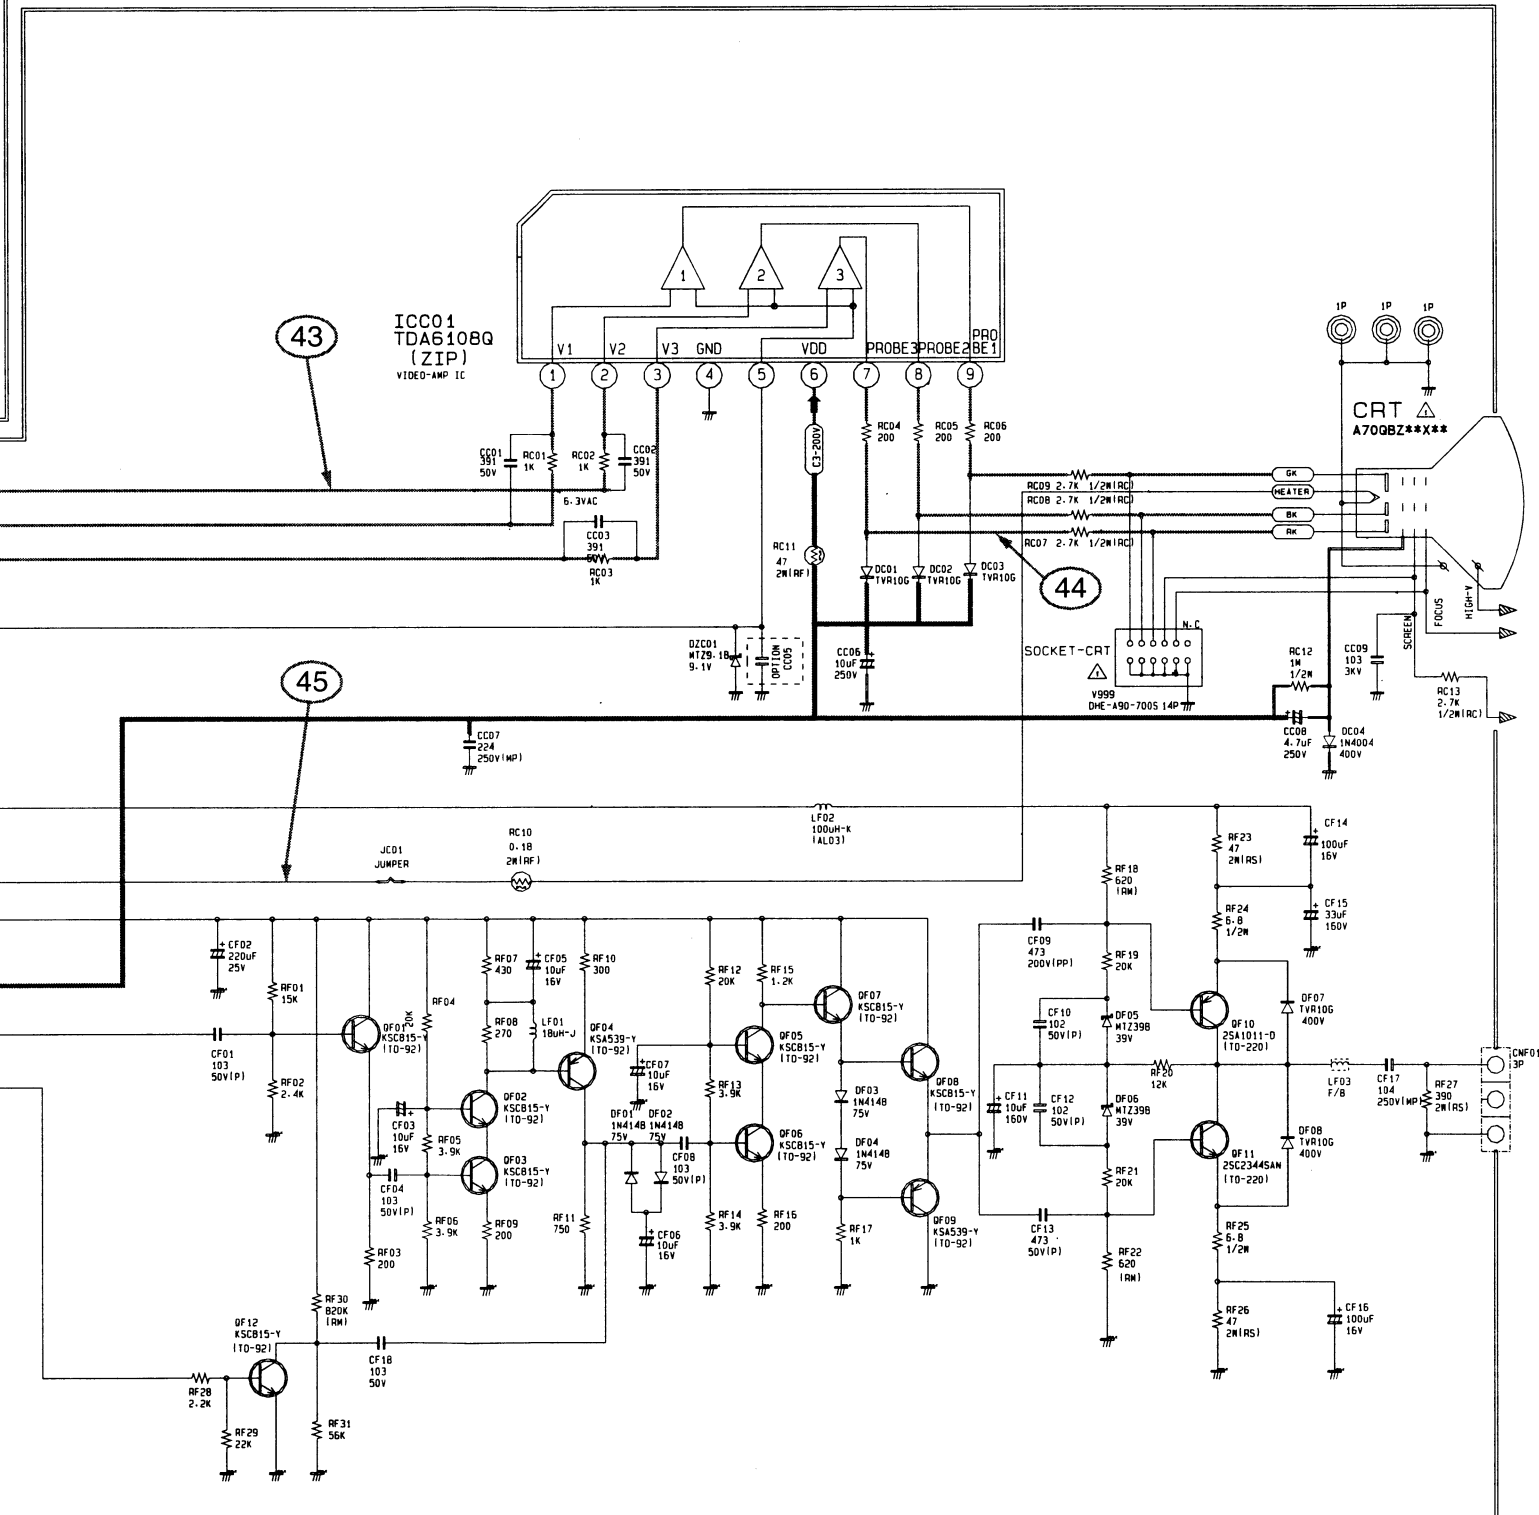 1P 1P 1P
43
ICC01
TDA6108Q
(ZIP)
VIDEO-AMP IC
1 2 3
V1 V2 V3 GND VDD PROBE3 PROBE2 PRO
BE1
1 2 3 4 5 6 7 8 9
CRT
A70QBZ**X**
C3-200V
RC04
200
RC05
200
RC06
200
CC01
391
50V
RC01
1K
RC02
1K
CC02
391
50V
6.3VAC
CC03
391
50V
RC03
1K
RC09 2.7K 1/2W(RC)
RC08 2.7K 1/2W(RC)
RC07 2.7K 1/2W(RC)
GK
HEATER
BK
RK
RC11
47
2W(RF)
DC01
TVR10G
DC02
TVR10G
DC03
TVR10G
44
N.C
SOCKET-CRT
V999
DHE-A90-700S 14P
DZC01
MTZ9.1B
9.1V
OPTION
CC05
CC06
10uF
250V
RC12
1M
1/2W
CC09
103
3KV
SCREEN
FOCUS
HIGH-V
RC13
2.7K
1/2W(RC)
45
CC07
224
250V(MP)
CC08
4.7uF
250V
DC04
1N4004
400V
LF02
100uH-K
(AL03)
JC01
JUMPER
RC10
0.18
2W(RF)
RF18
620
(RM)
RF23
47
2W(RS)
CF14
100uF
16V
RF24
6.8
1/2W
CF15
33uF
160V
CF02
220uF
25V
RF01
15K
RF04
20K
RF07
430
CF05
10uF
16V
RF10
300
RF12
20K
RF15
1.2K
CF09
473
200V(PP)
RF19
20K
QF01
KSC815-Y
(TO-92)
RF08
270
LF01
18uH-J
QF04
KSA539-Y
(TO-92)
QF07
KSC815-Y
(TO-92)
CF10
102
50V(P)
DF05
MTZ39B
39V
QF10
2SA1011-D
(TO-220)
DF07
TVR10G
400V
CF01
103
50V(P)
RF02
2.4K
CF07
10uF
16V
QF05
KSC815-Y
(TO-92)
RF13
3.9K
QF08
KSC815-Y
(TO-92)
RF20
12K
LF03
F/B
CF17
104
250V(MP)
RF27
390
2W(RS)
CNF01
3P
QF02
KSC815-Y
(TO-92)
CF03
10uF
16V
RF05
3.9K
DF01
1N4148
75V
DF02
1N4148
75V
DF03
1N4148
75V
CF11
10uF
160V
CF12
102
50V(P)
DF06
MTZ39B
39V
QF11
2SC2344SAN
(TO-220)
DF08
TVR10G
400V
QF03
KSC815-Y
(TO-92)
CF04
103
50V(P)
CF08
103
50V(P)
QF06
KSC815-Y
(TO-92)
DF04
1N4148
75V
RF21
20K
RF03
200
RF06
3.9K
RF09
200
RF11
750
CF06
10uF
16V
RF14
3.9K
RF16
200
RF17
1K
QF09
KSA539-Y
(TO-92)
CF13
473
50V(P)
RF22
620
(RM)
RF25
6.8
1/2W
RF26
47
2W(RS)
CF16
100uF
16V
RF30
820K
(RM)
QF12
KSC815-Y
(TO-92)
CF18
103
50V
RF28
2.2K
RF29
22K
RF31
56K